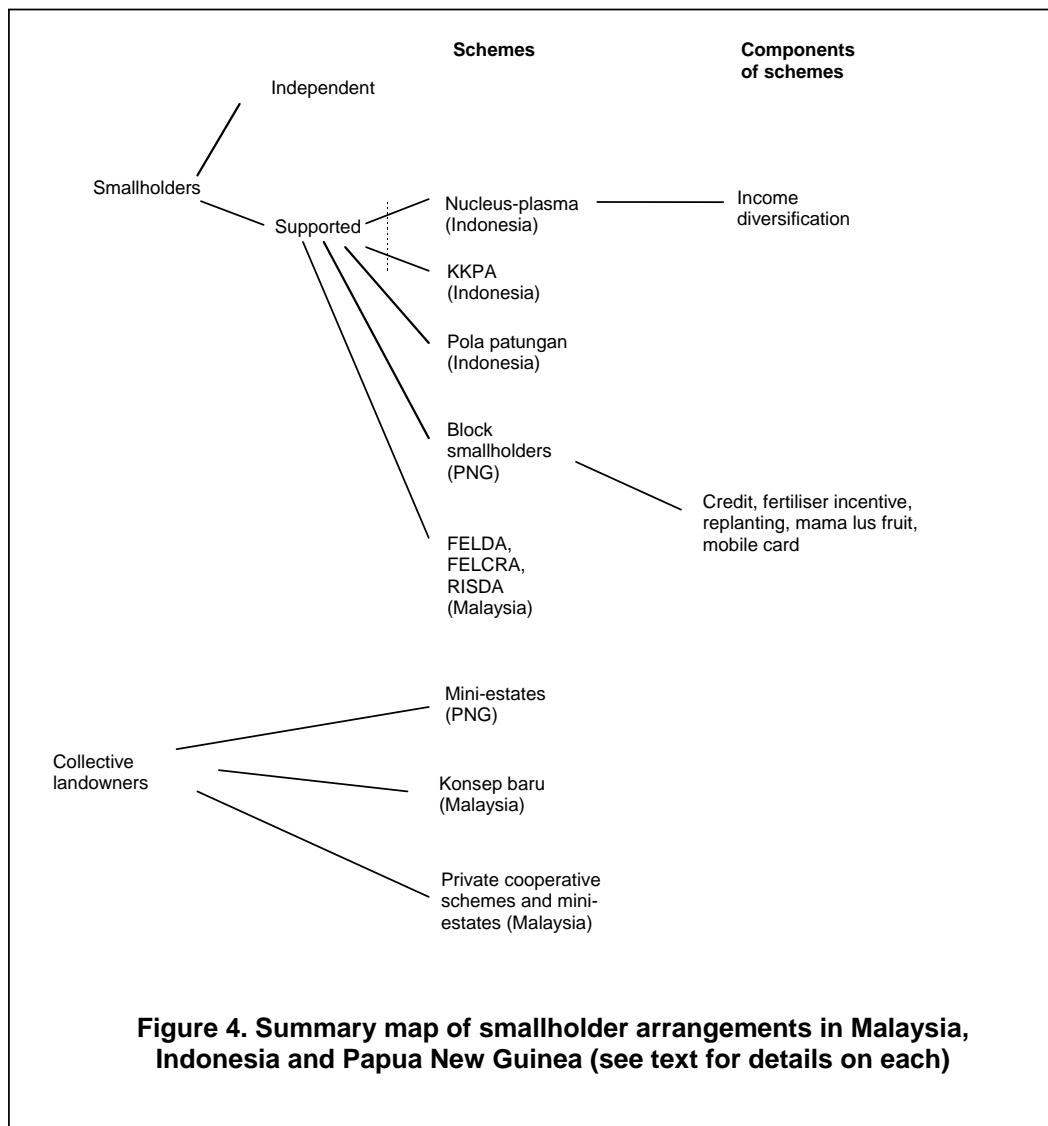 Schemes
Components
of schemes
Independent
Smallholders
Supported
Nucleus-plasma
(Indonesia)
Income
diversification
KKPA
(Indonesia)
Pola patungan
(Indonesia)
Block
smallholders
(PNG)
Credit, fertiliser incentive,
replanting, mama lus fruit,
mobile card
FELDA,
FELCRA,
RISDA
(Malaysia)
Mini-estates
(PNG)
Collective
landowners
Konsep baru
(Malaysia)
Private cooperative
schemes and mini-
estates (Malaysia)
Figure 4. Summary map of smallholder arrangements in Malaysia,
Indonesia and Papua New Guinea (see text for details on each)